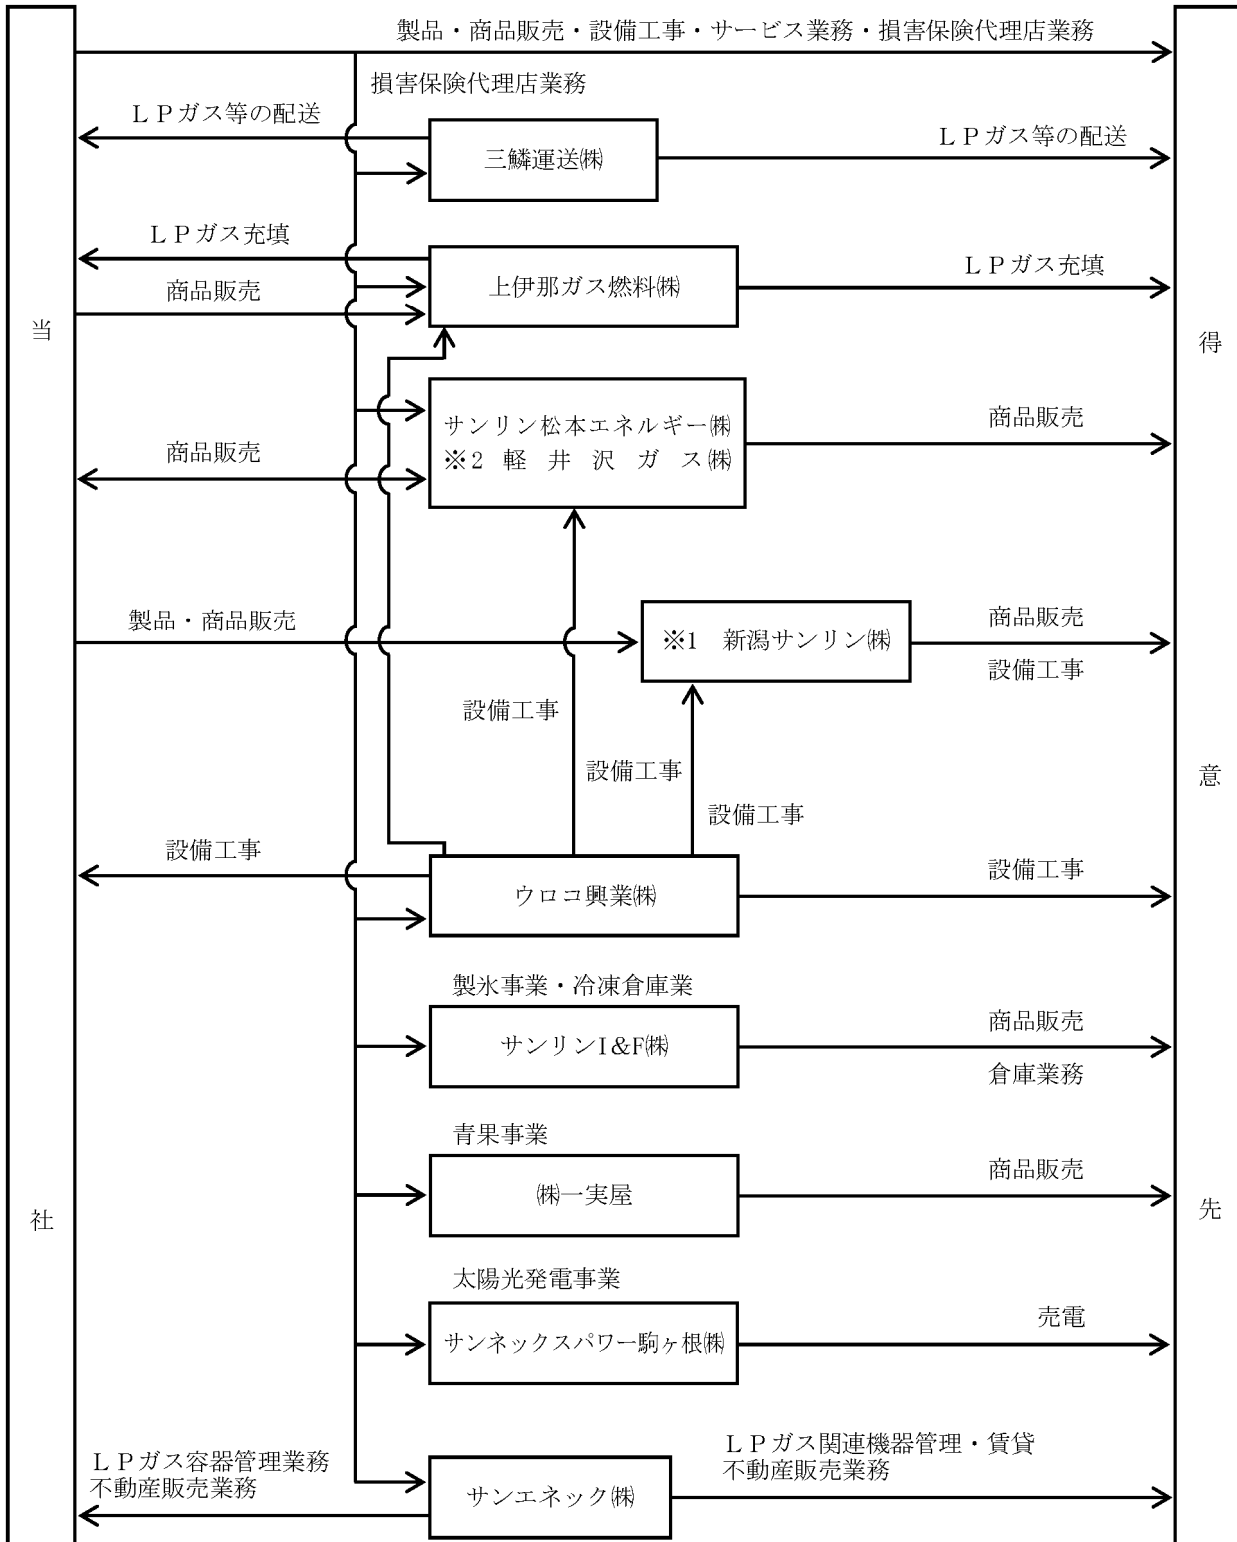 製品・商品販売・設備工事・サービス業務・損害保険代理店業務
損害保険代理店業務
ＬＰガス等の配送
三鱗運送㈱
ＬＰガス等の配送
ＬＰガス充填
商品販売
上伊那ガス燃料㈱
ＬＰガス充填
当
得
サンリン松本エネルギー㈱
※2 軽井沢ガス㈱
商品販売
商品販売
製品・商品販売
※1 新潟サンリン㈱
商品販売
設備工事
設備工事
設備工事
設備工事
意
設備工事
ウロコ興業㈱
設備工事
製氷事業・冷凍倉庫業
サンリンI&F㈱
商品販売
倉庫業務
青果事業
㈱一実屋
商品販売
社
先
太陽光発電事業
サンネックスパワー駒ヶ根㈱
売電
ＬＰガス容器管理業務
不動産販売業務
サンエネック㈱
ＬＰガス関連機器管理・賃貸
不動産販売業務